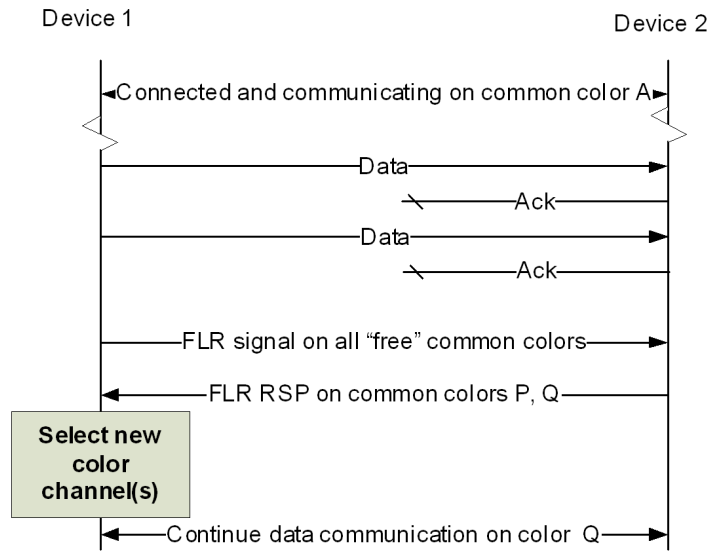 Device 1
Device 2
Connected and communicating on common color A
Data
Ack
Data
Ack
FLR signal on all “free” common colors
FLR RSP on common colors P, Q
Select new
color
channel(s)
Continue data communication on color Q